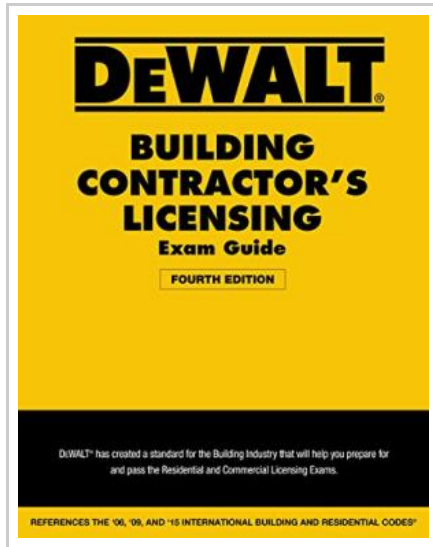 DEWALT®
BUILDING
CONTRACTOR'S
LICENSING
Exam Guide
FOURTH EDITION
DEWALT® has created a standard for the Building Industry that will help you prepare for
and pass the Residential and Commercial Licensing Exams.
REFERENCES THE '06, '09, AND '15 INTERNATIONAL BUILDING AND RESIDENTIAL CODES®